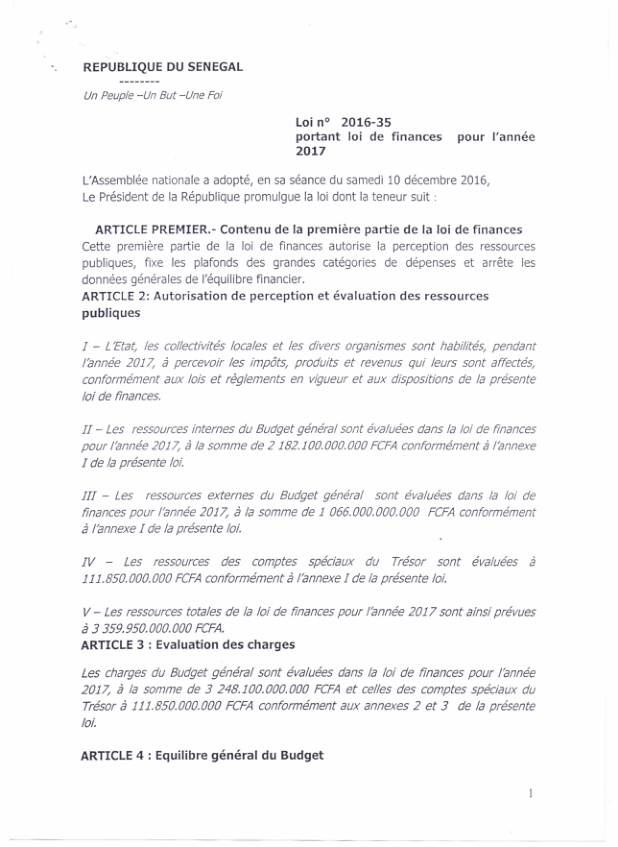 REPUBLIQUE DU SENEGAL
--------
Un Peuple –Un But –Une Foi
Loi n° 2016-35
portant loi de finances pour l'année
2017
L'Assemblée nationale a adopté, en sa séance du samedi 10 décembre 2016,
Le Président de la République promulgue la loi dont la teneur suit :
ARTICLE PREMIER.- Contenu de la première partie de la loi de finances
Cette première partie de la loi de finances autorise la perception des ressources
publiques, fixe les plafonds des grandes catégories de dépenses et arrête les
données générales de l'équilibre financier.
ARTICLE 2: Autorisation de perception et évaluation des ressources
publiques
I – L'Etat, les collectivités locales et les divers organismes sont habilités, pendant
l'année 2017, à percevoir les impôts, produits et revenus qui leurs sont affectés,
conformément aux lois et règlements en vigueur et aux dispositions de la présente
loi de finances.
II – Les ressources internes du Budget général sont évaluées dans la loi de finances
pour l'année 2017, à la somme de 2 182.100.000.000 FCFA conformément à l'annexe
I de la présente loi.
III – Les ressources externes du Budget général sont évaluées dans la loi de
finances pour l'année 2017, à la somme de 1 066.000.000.000 FCFA conformément
à l'annexe I de la présente loi.
IV – Les ressources des comptes spéciaux du Trésor sont évaluées à
111.850.000.000 FCFA conformément à l'annexe I de la présente loi.
V – Les ressources totales de la loi de finances pour l'année 2017 sont ainsi prévues
à 3 359.950.000.000 FCFA.
ARTICLE 3 : Evaluation des charges
Les charges du Budget général sont évaluées dans la loi de finances pour l'année
2017, à la somme de 3 248.100.000.000 FCFA et celles des comptes spéciaux du
Trésor à 111.850.000.000 FCFA conformément aux annexes 2 et 3 de la présente
loi.
ARTICLE 4 : Equilibre général du Budget
1